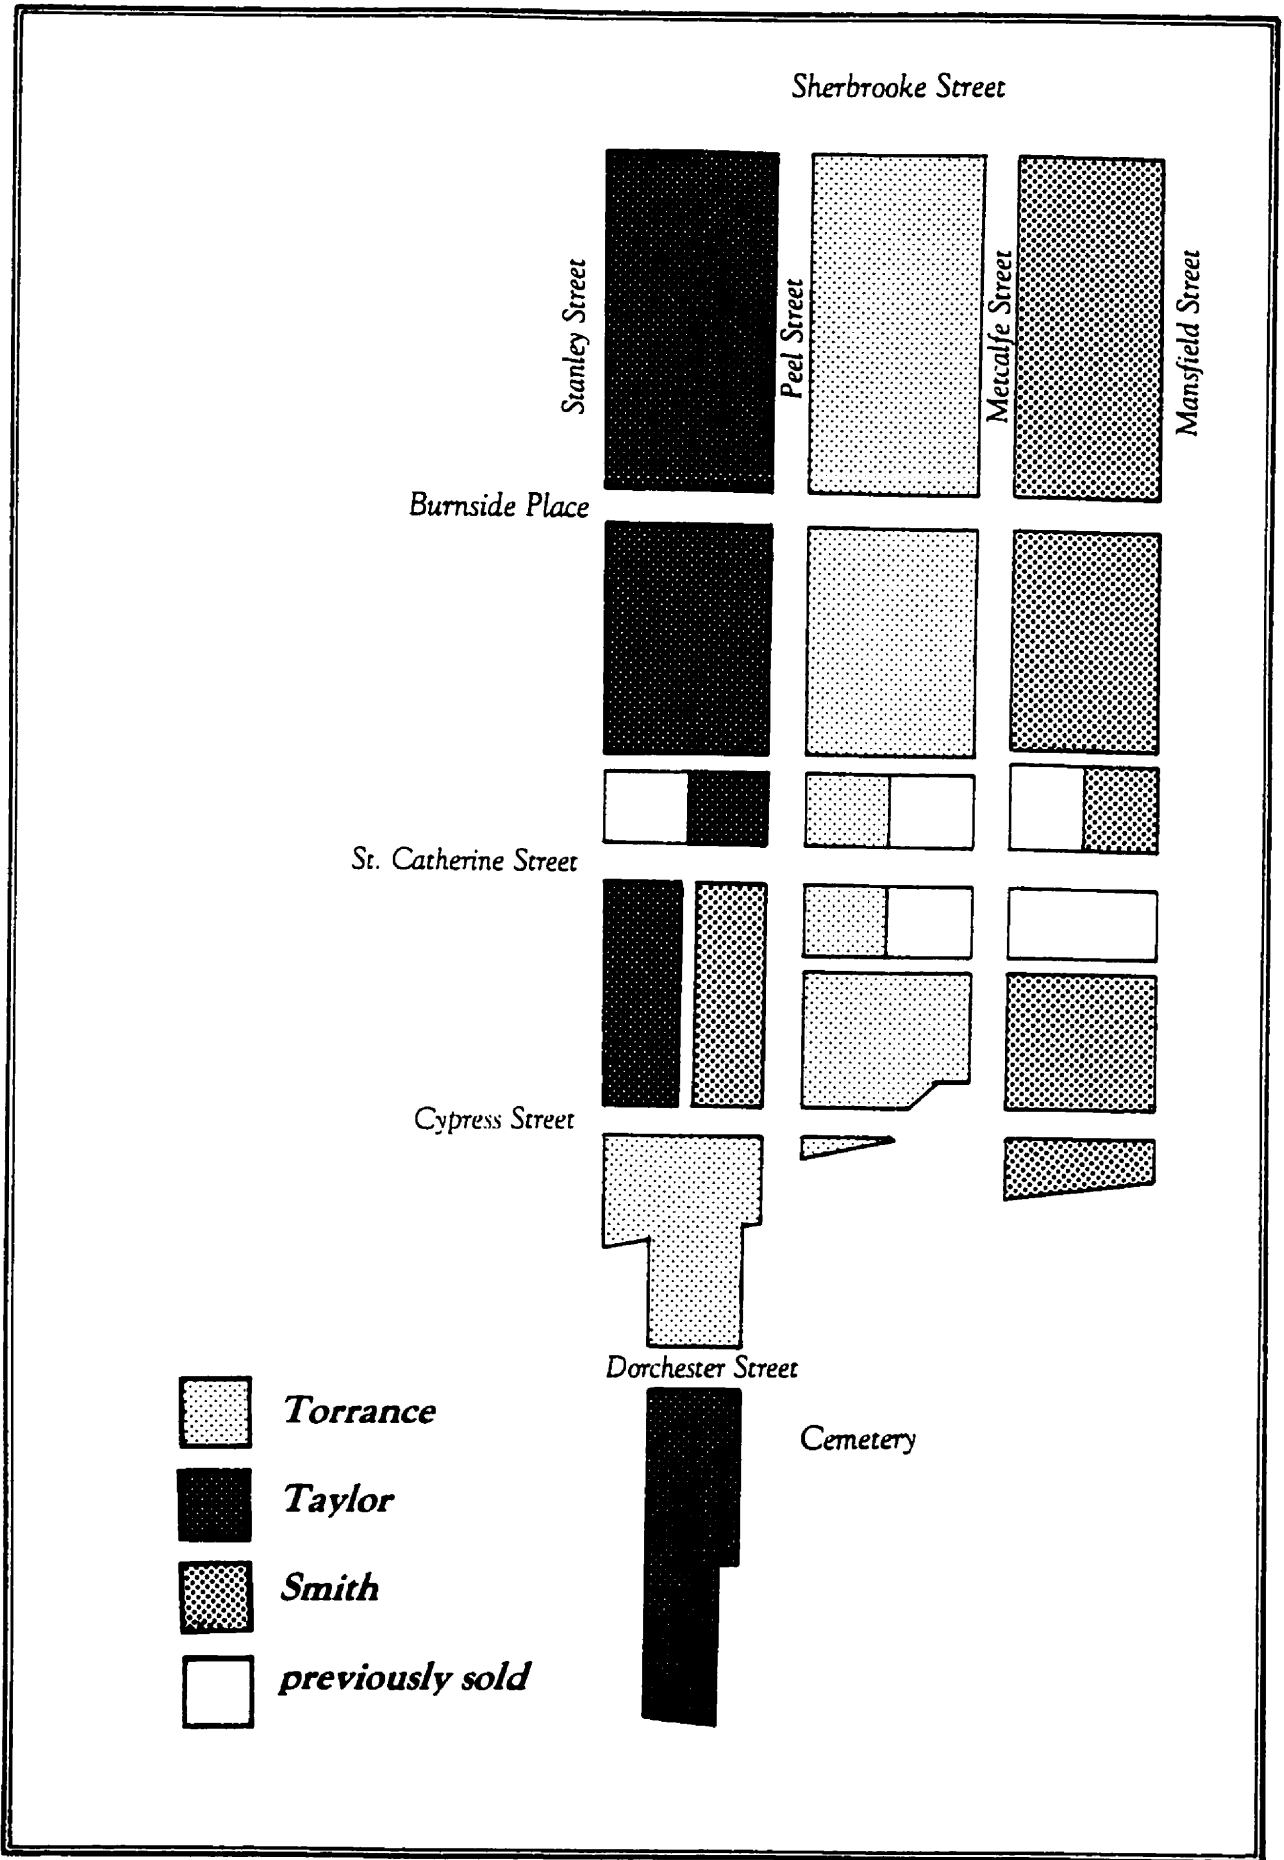 Sherbrooke Street
Stanley Street
Peel Street
Metcalfe Street
Mansfield Street
Burnside Place
St. Catherine Street
Cypress Street
Dorchester Street
Cemetery
Torrance
Taylor
Smith
previously sold